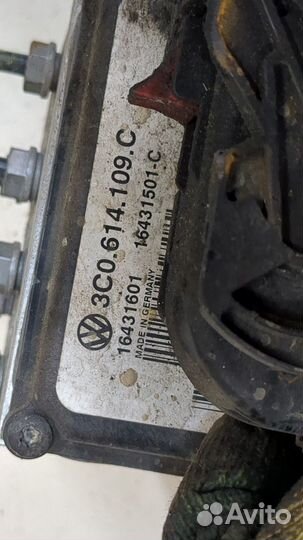 3C0.614.109.C
16431601 16431501-C
MADE IN GERMANY
Avito